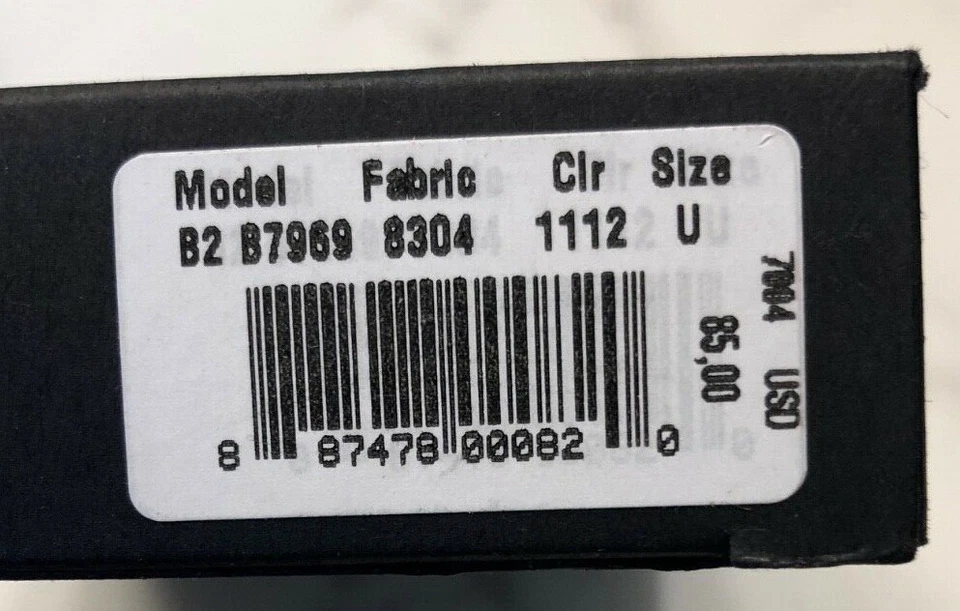 Model Fabric Clr Size
B2 B7969 8304 1112 U
7004 USD
85,00
8 87478 00082 0